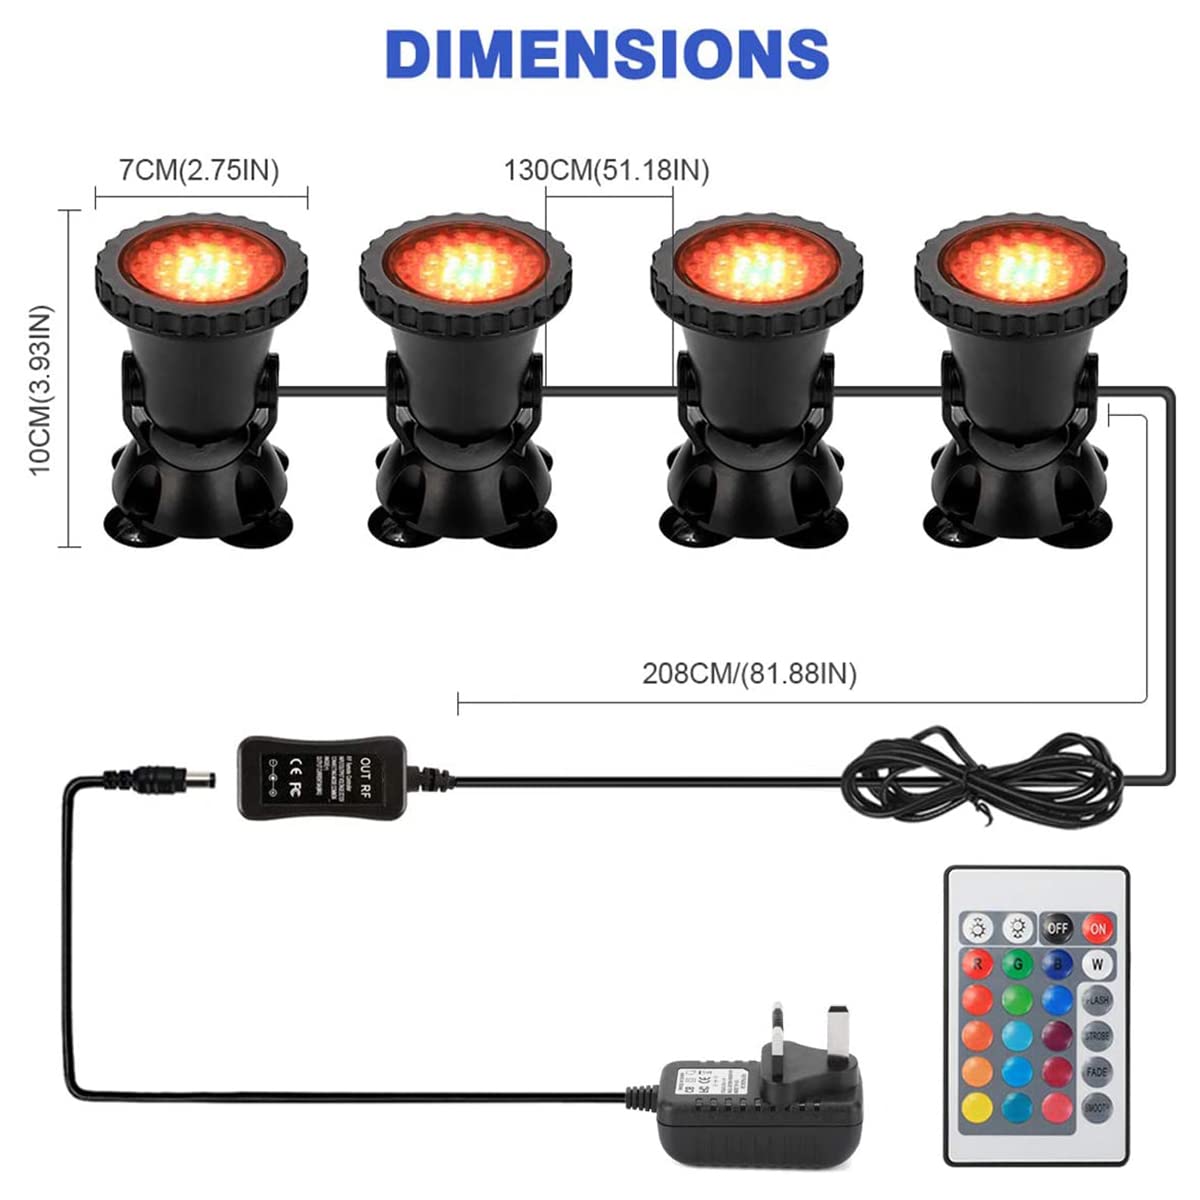 DIMENSIONS
7CM(2.75IN)
130CM(51.18IN)
10CM(3.93IN)
208CM/(81.88IN)
OUT RF
CE FC
OFF ON
R G B W
FLASH
STROBE
FADE
SMOOTH